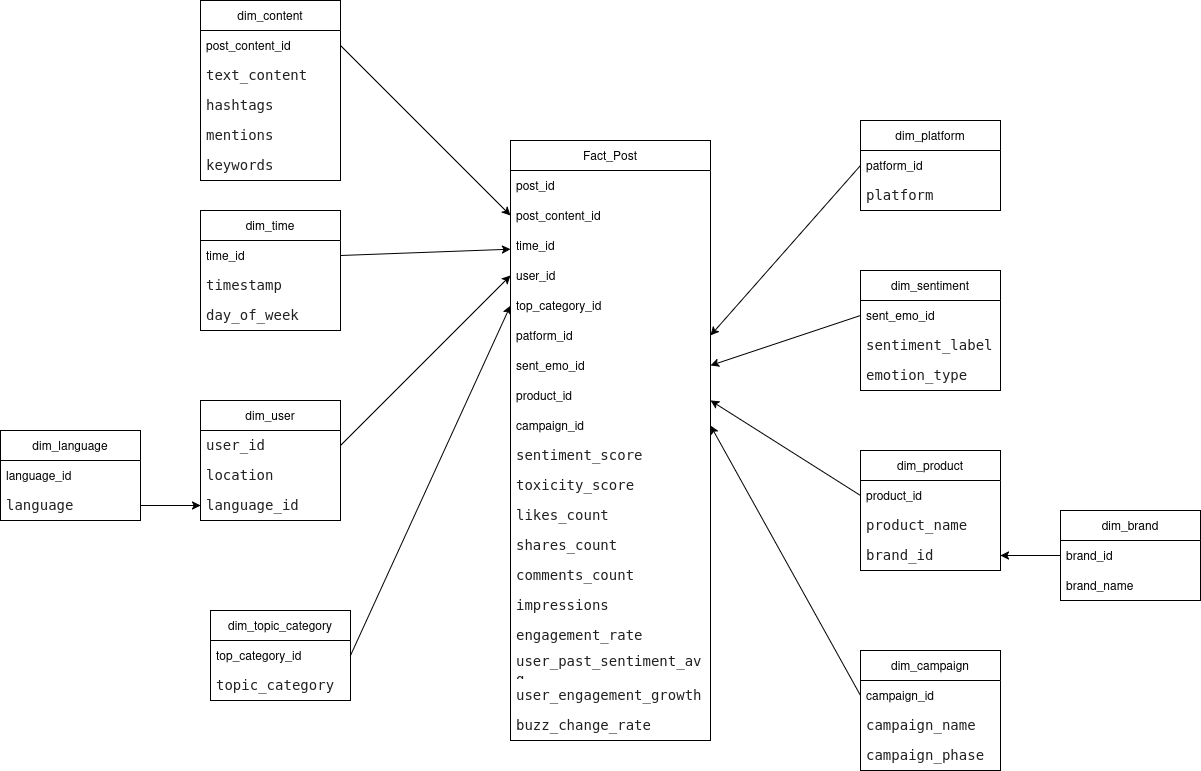 dim_content
post_content_id
text_content
hashtags
mentions
keywords
dim_time
time_id
timestamp
day_of_week
dim_user
user_id
location
language_id
dim_language
language_id
language
dim_topic_category
top_category_id
topic_category
Fact_Post
post_id
post_content_id
time_id
user_id
top_category_id
patform_id
sent_emo_id
product_id
campaign_id
sentiment_score
toxicity_score
likes_count
shares_count
comments_count
impressions
engagement_rate
user_past_sentiment_av
g
user_engagement_growth
buzz_change_rate
dim_platform
patform_id
platform
dim_sentiment
sent_emo_id
sentiment_label
emotion_type
dim_product
product_id
product_name
brand_id
dim_brand
brand_id
brand_name
dim_campaign
campaign_id
campaign_name
campaign_phase